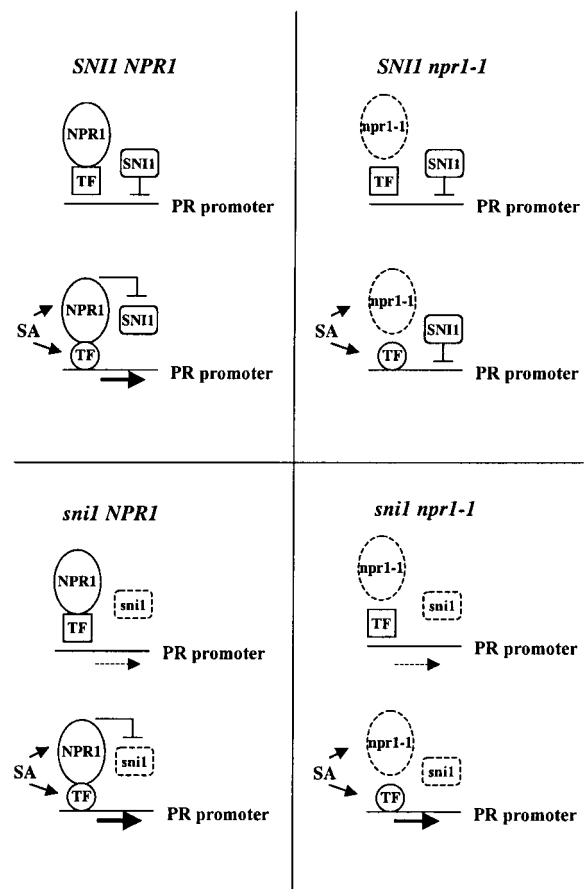 SNI1 NPR1
NPR1
SNI1
TF
PR promoter
NPR1
SNI1
SA
TF
PR promoter
SNI1 npr1-1
npr1-1
SNI1
TF
PR promoter
npr1-1
SNI1
SA
TF
PR promoter
sni1 NPR1
NPR1
sni1
TF
PR promoter
NPR1
sni1
SA
TF
PR promoter
sni1 npr1-1
npr1-1
sni1
TF
PR promoter
npr1-1
SA
sni1
TF
PR promoter